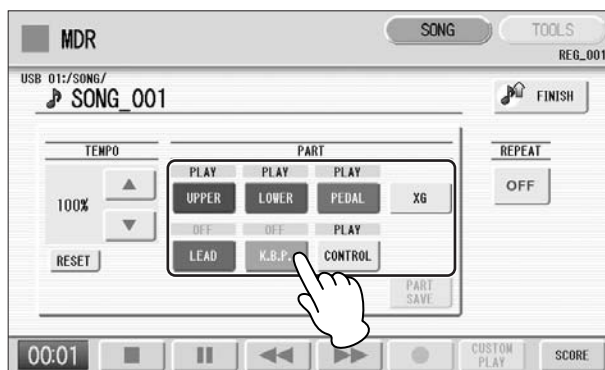 MDR
SONG
TOOLS
REG_001
USB 01:/SONG/
SONG_001
FINISH
TEMPO
PART
REPEAT
PLAY PLAY PLAY
100%
UPPER LOWER PEDAL XG
OFF
OFF OFF PLAY
RESET
LEAD K.B.P. CONTROL
PART
SAVE
00:01
CUSTOM
PLAY
SCORE